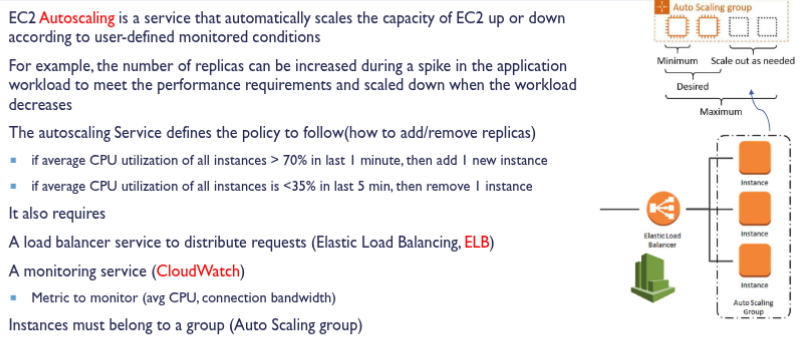 EC2 Autoscaling is a service that automatically scales the capacity of EC2 up or down
according to user-defined monitored conditions
For example, the number of replicas can be increased during a spike in the application
workload to meet the performance requirements and scaled down when the workload
decreases
The autoscaling Service defines the policy to follow(how to add/remove replicas)
if average CPU utilization of all instances > 70% in last 1 minute, then add 1 new instance
if average CPU utilization of all instances is <35% in last 5 min, then remove 1 instance
It also requires
A load balancer service to distribute requests (Elastic Load Balancing, ELB)
A monitoring service (CloudWatch)
Metric to monitor (avg CPU, connection bandwidth)
Instances must belong to a group (Auto Scaling group)
Auto Scaling group
Minimum
Scale out as needed
Desired
Maximum
Instance
Instance
Elastic Load
Balancer
Instance
Auto Scaling
Group